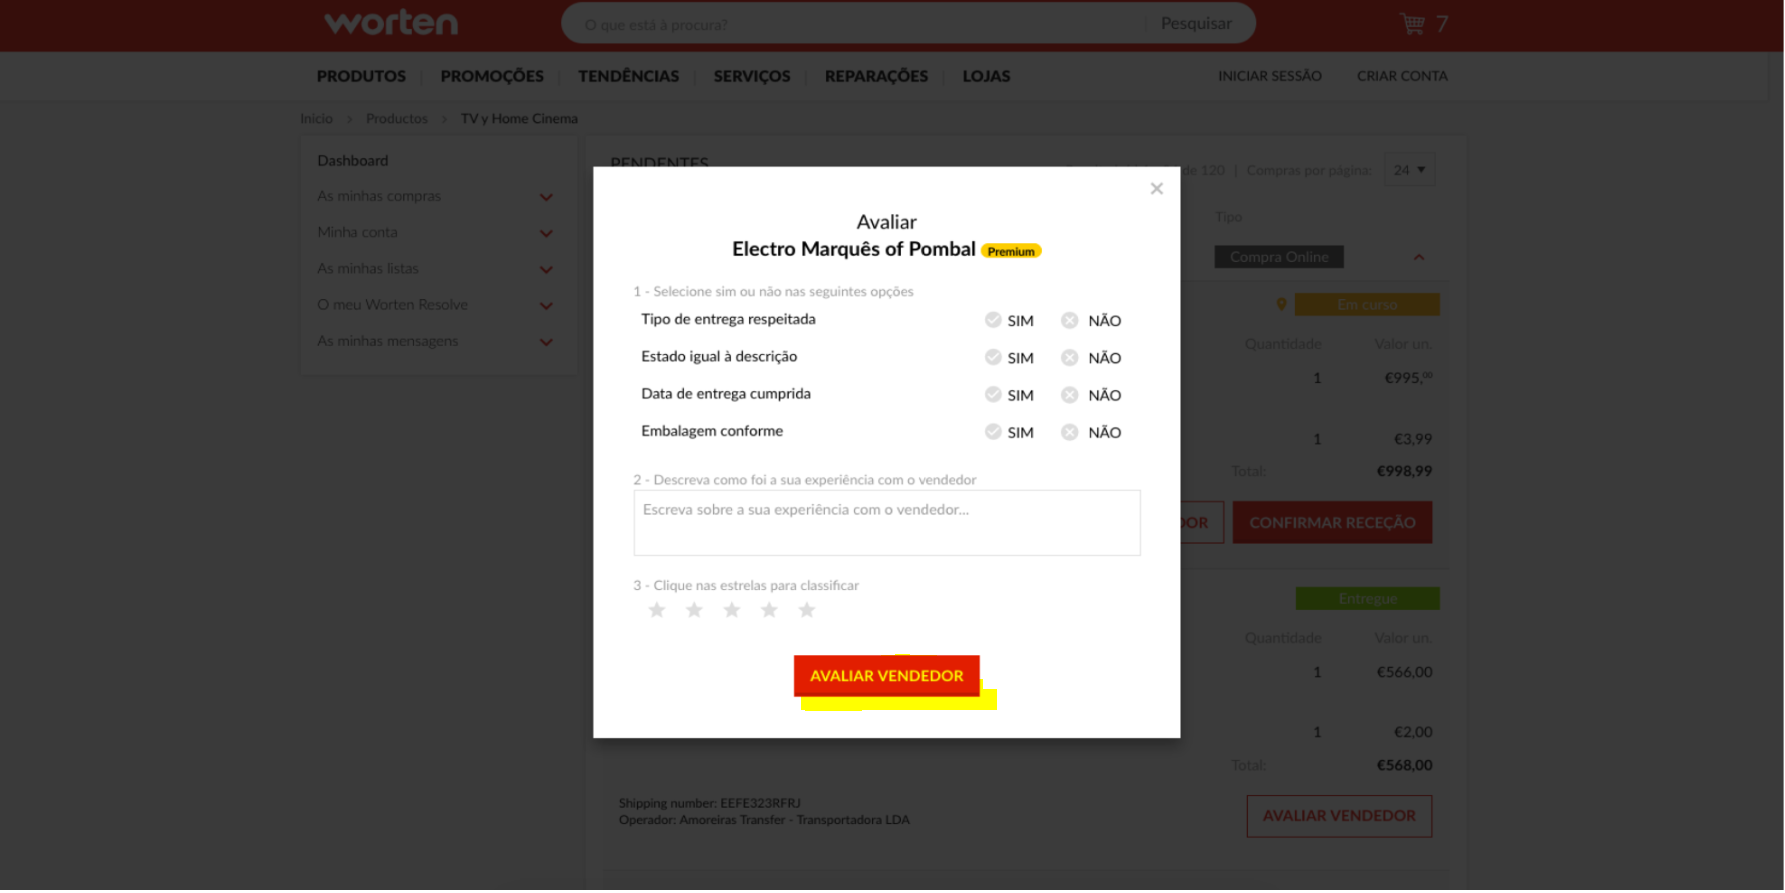 worten
O que está à procura?
Pesquisar
7
PRODUTOS
PROMOÇÕES
TENDÊNCIAS
SERVIÇOS
REPARAÇÕES
LOJAS
INICIAR SESSÃO
CRIAR CONTA
Início > Productos > TV y Home Cinema
Dashboard
As minhas compras
Minha conta
As minhas listas
O meu Worten Resolve
As minhas mensagens
PENDENTES
de 120 | Compras por página: 24
Tipo
Compra Online
Em curso
Quantidade Valor un.
1 €995,⁰⁰
1 €3,99
Total: €998,99
DOR
CONFIRMAR RECEÇÃO
Entregue
Quantidade Valor un.
1 €566,00
1 €2,00
Total: €568,00
Shipping number: EEFE323RFRJ
Operador: Amoreiras Transfer - Transportadora LDA
AVALIAR VENDEDOR
Avaliar
Electro Marquês of Pombal Premium
1 - Selecione sim ou não nas seguintes opções
Tipo de entrega respeitada SIM NÃO
Estado igual à descrição SIM NÃO
Data de entrega cumprida SIM NÃO
Embalagem conforme SIM NÃO
2 - Descreva como foi a sua experiência com o vendedor
Escreva sobre a sua experiência com o vendedor...
3 - Clique nas estrelas para classificar
AVALIAR VENDEDOR